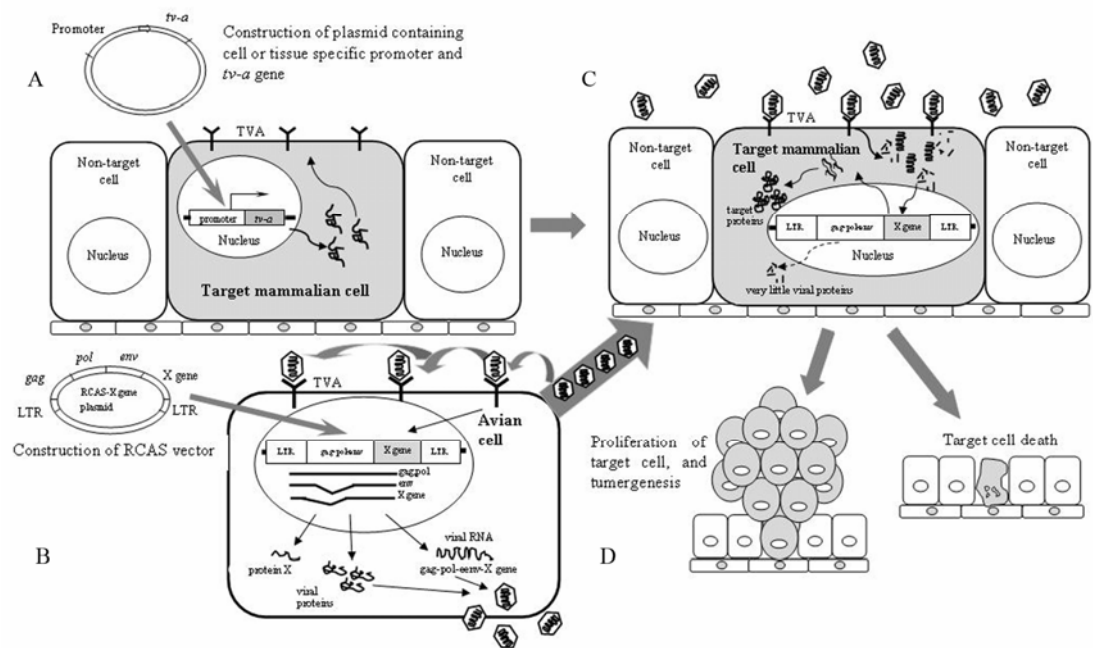 A
Promoter
tv-a
Construction of plasmid containing
cell or tissue specific promoter and
tv-a gene
TVA
Non-target
cell
Nucleus
promoter
tv-a
Nucleus
Target mammalian cell
Non-target
cell
Nucleus
B
gag
pol
env
X gene
LTR
LTR
RCAS-X gene
plasmid
Construction of RCAS vector
TVA
Avian
cell
LTR
gag-pol-env
X gene
LTR
gag.pol
env
X gene
protein X
viral
proteins
viral RNA
gag-pol-eenv-X gene
C
TVA
Non-target
cell
Nucleus
Target mammalian
cell
target
proteins
LTR
gag-pol-env
X gene
LTR
Nucleus
very little viral proteins
Non-target
cell
Nucleus
D
Proliferation of
target cell, and
tumergenesis
Target cell death